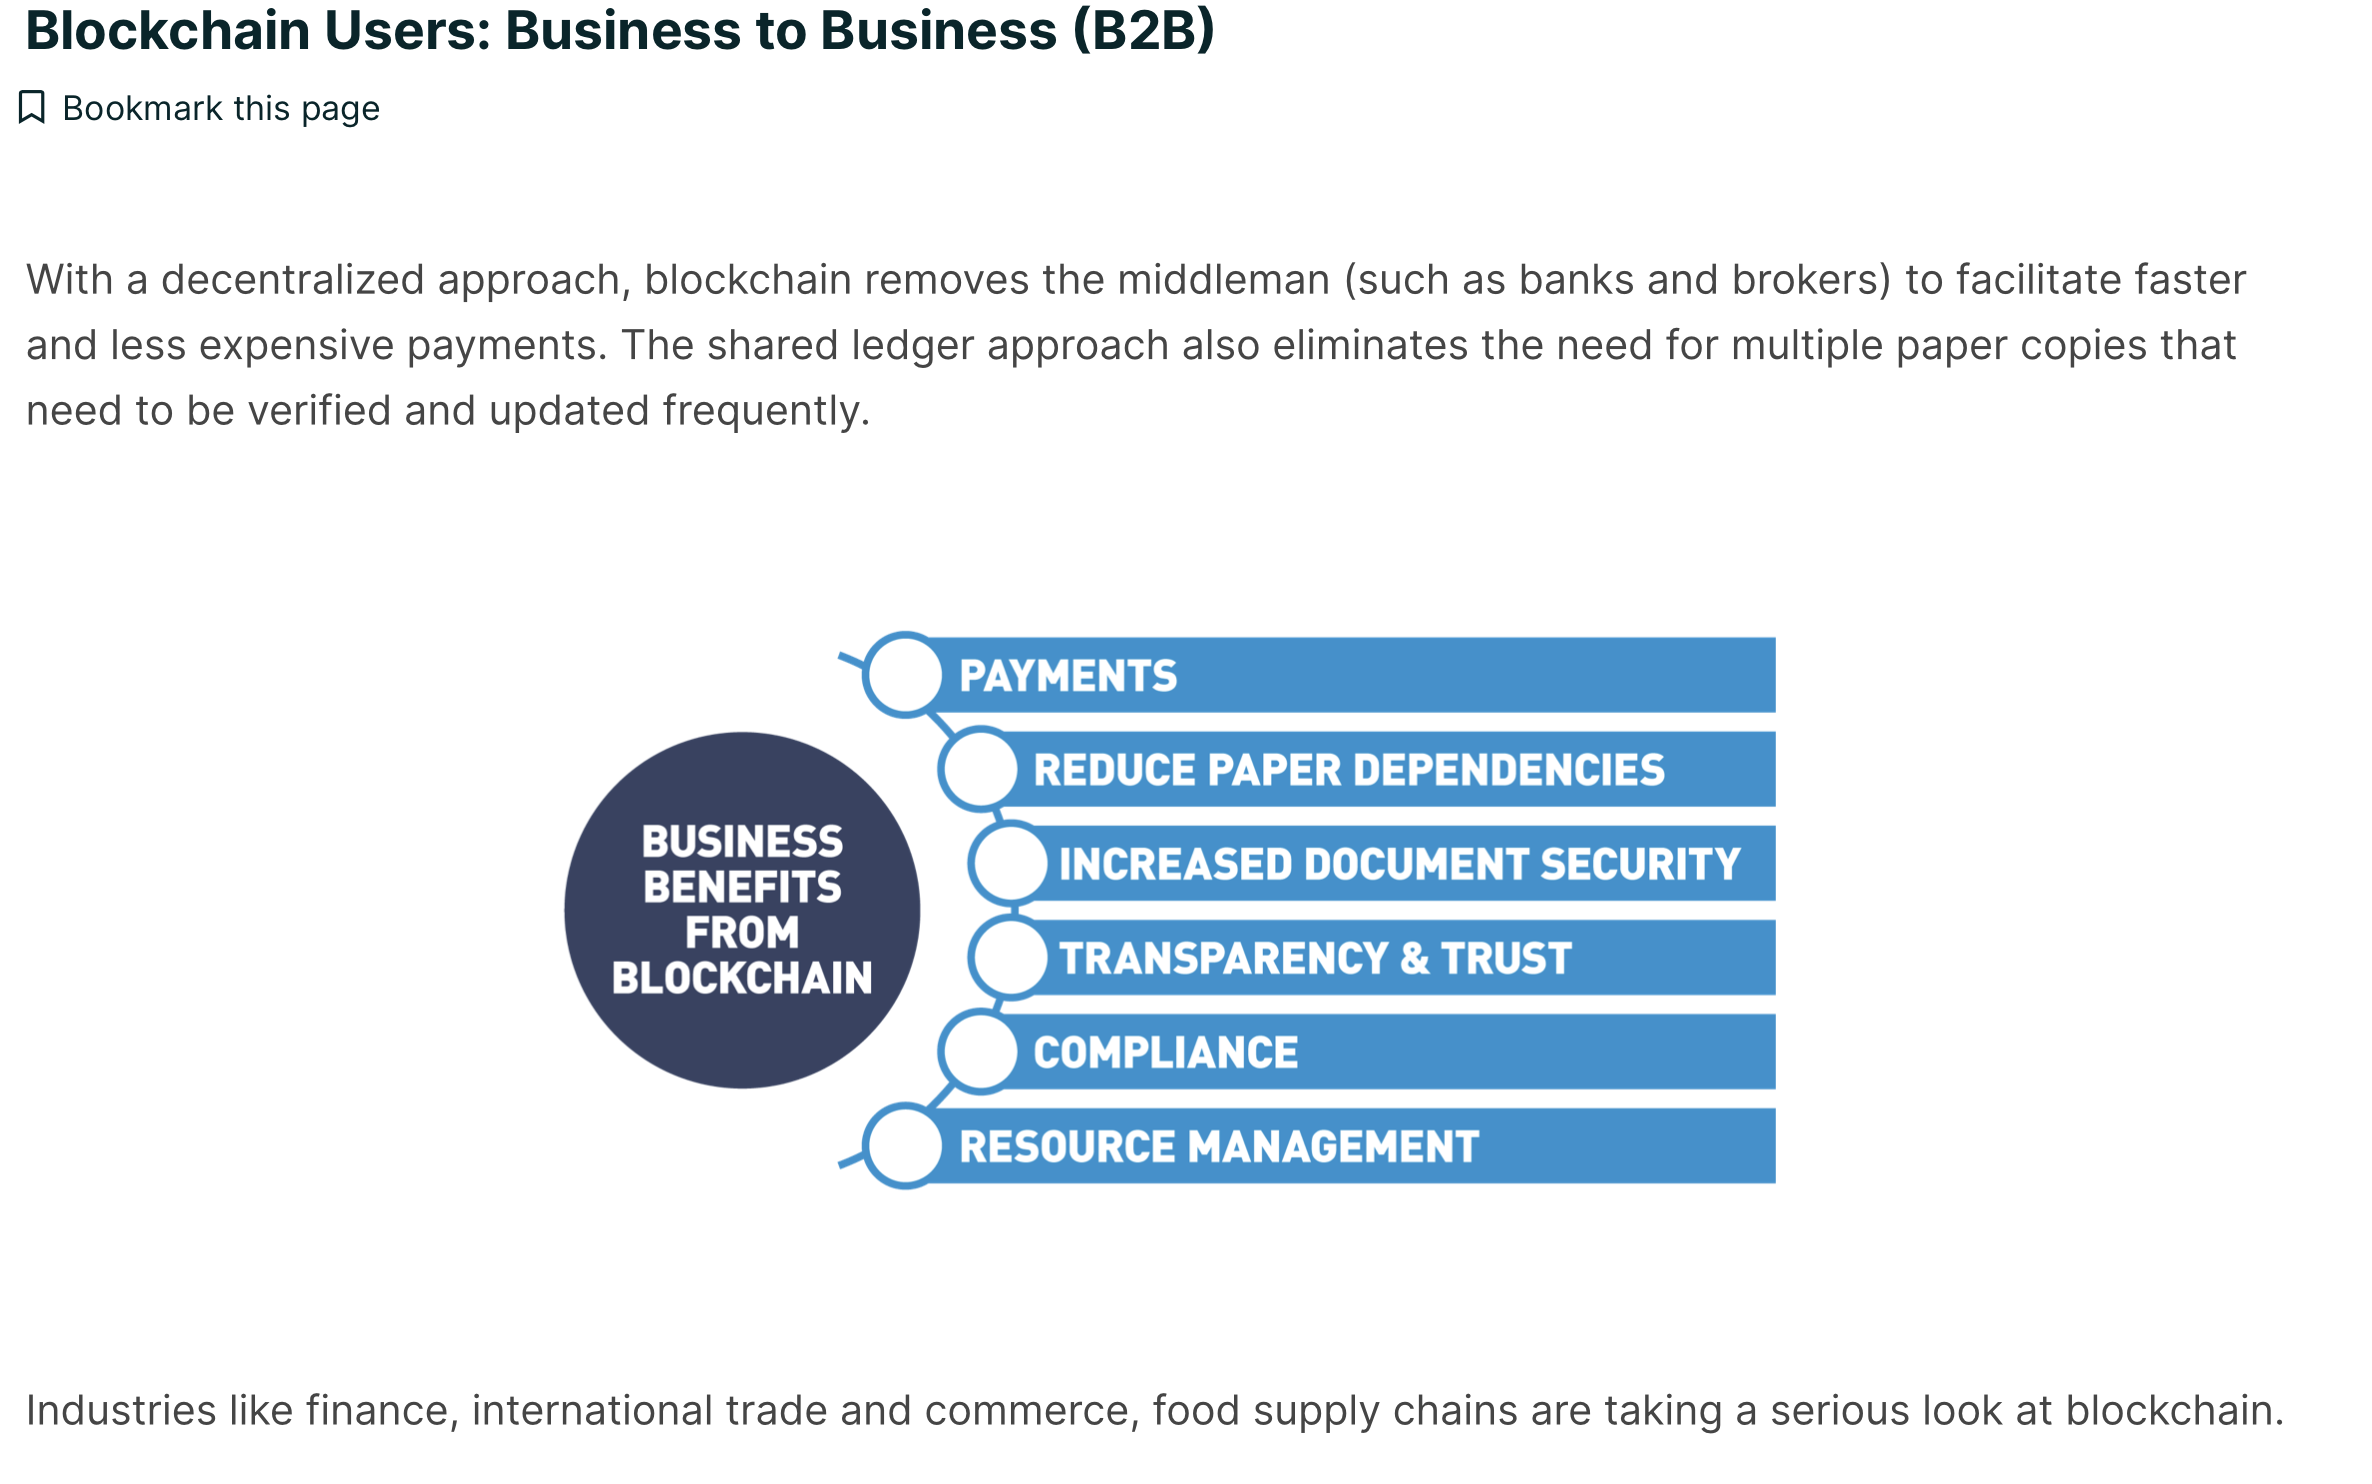 Blockchain Users: Business to Business (B2B)
Bookmark this page
With a decentralized approach, blockchain removes the middleman (such as banks and brokers) to facilitate faster
and less expensive payments. The shared ledger approach also eliminates the need for multiple paper copies that
need to be verified and updated frequently.
BUSINESS
BENEFITS
FROM
BLOCKCHAIN
PAYMENTS
REDUCE PAPER DEPENDENCIES
INCREASED DOCUMENT SECURITY
TRANSPARENCY & TRUST
COMPLIANCE
RESOURCE MANAGEMENT
Industries like finance, international trade and commerce, food supply chains are taking a serious look at blockchain.